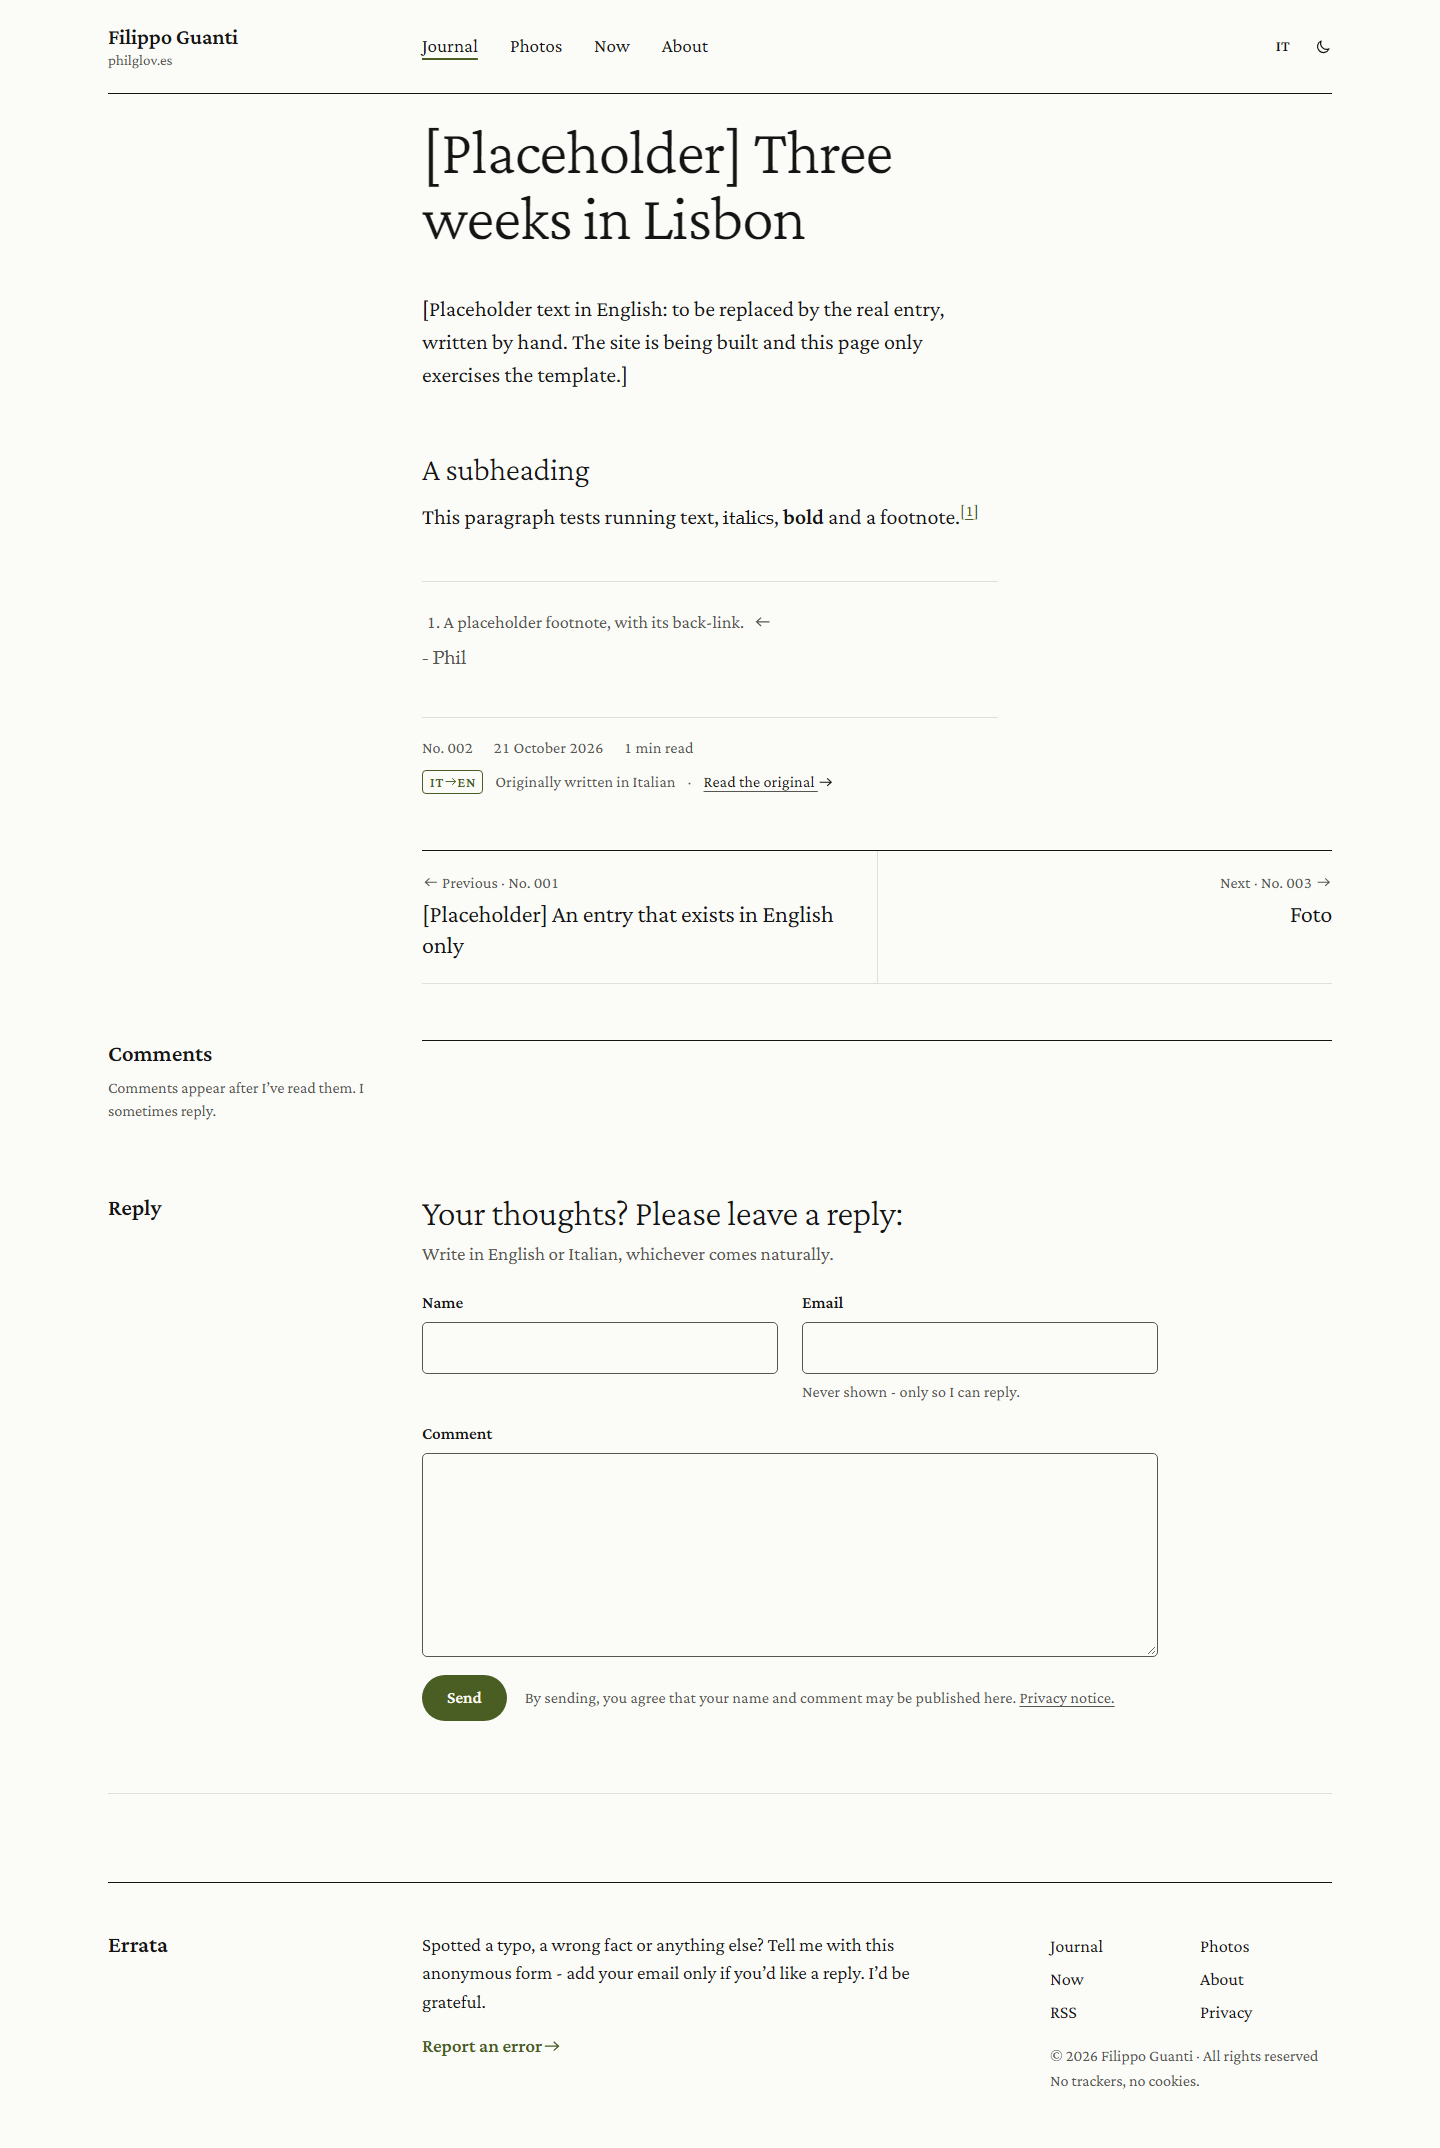 Filippo Guanti
philglov.es
Journal Photos Now About IT
[Placeholder] Three
weeks in Lisbon
[Placeholder text in English: to be replaced by the real entry,
written by hand. The site is being built and this page only
exercises the template.]
A subheading
This paragraph tests running text, italics, bold and a footnote.[1]
1. A placeholder footnote, with its back-link. ←
- Phil
No. 002 21 October 2026 1 min read
IT→EN Originally written in Italian · Read the original →
← Previous · No. 001
[Placeholder] An entry that exists in English
only
Next · No. 003 →
Foto
Comments
Comments appear after I’ve read them. I
sometimes reply.
Reply
Your thoughts? Please leave a reply:
Write in English or Italian, whichever comes naturally.
Name
Email
Never shown - only so I can reply.
Comment
Send By sending, you agree that your name and comment may be published here. Privacy notice.
Errata
Spotted a typo, a wrong fact or anything else? Tell me with this
anonymous form - add your email only if you’d like a reply. I’d be
grateful.
Report an error →
Journal Photos
Now About
RSS Privacy
© 2026 Filippo Guanti · All rights reserved
No trackers, no cookies.